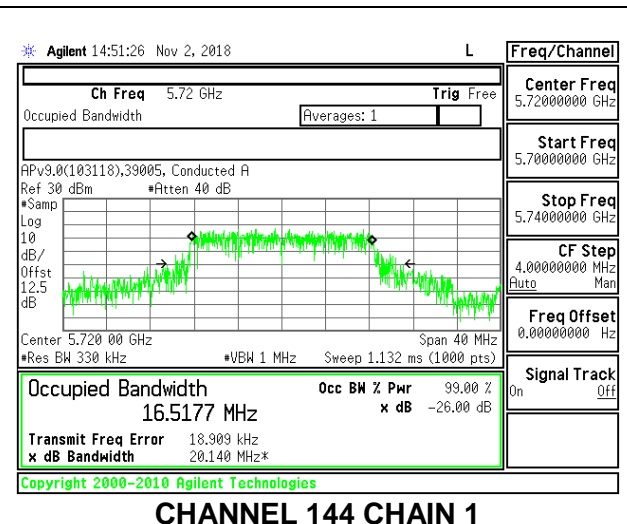 Agilent 14:51:26 Nov 2, 2018 L Freq/Channel
Ch Freq 5.72 GHz Trig Free
Occupied Bandwidth Averages: 1
APv9.0(103118),39005, Conducted A
Ref 30 dBm #Atten 40 dB
#Samp
Log
10
dB/
Offst
12.5
dB
Center 5.720 00 GHz Span 40 MHz
#Res BW 330 kHz #VBW 1 MHz Sweep 1.132 ms (1000 pts)
Occupied Bandwidth Occ BW % Pwr 99.00 %
16.5177 MHz x dB -26.00 dB
Transmit Freq Error 18.909 kHz
x dB Bandwidth 20.140 MHz*
Copyright 2000-2010 Agilent Technologies
Center Freq
5.72000000 GHz
Start Freq
5.70000000 GHz
Stop Freq
5.74000000 GHz
CF Step
4.00000000 MHz
Auto Man
Freq Offset
0.00000000 Hz
Signal Track
On Off
CHANNEL 144 CHAIN 1